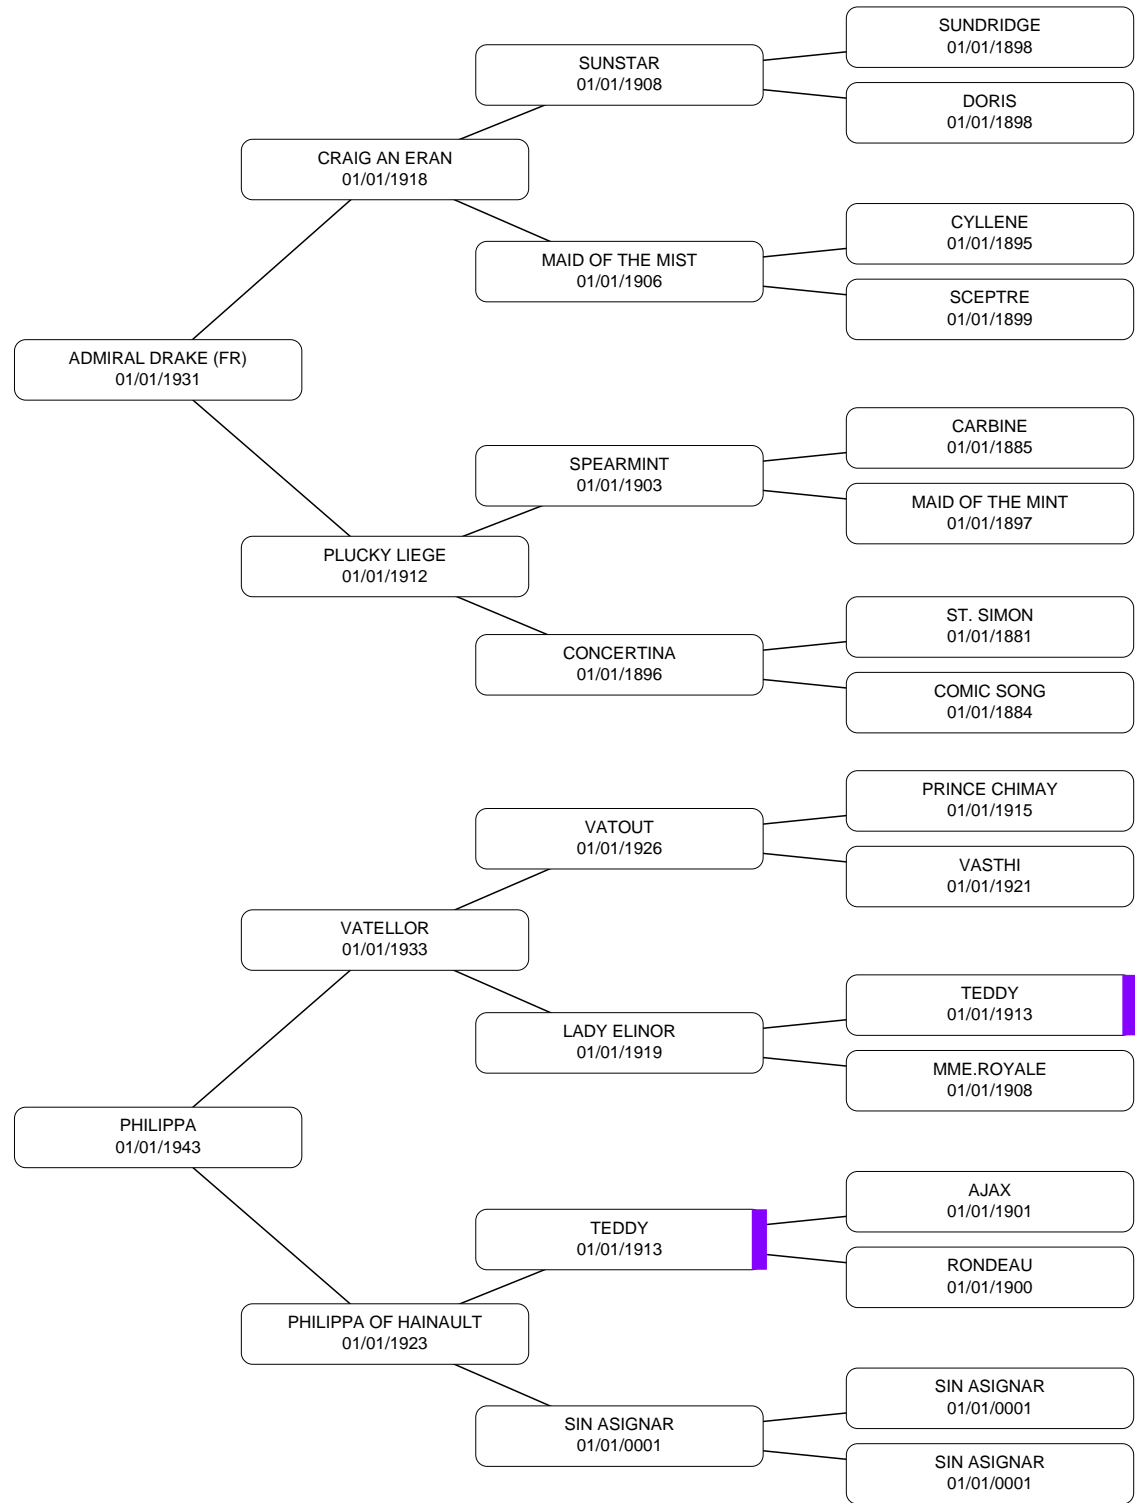 SUNDRIDGE
01/01/1898
SUNSTAR
01/01/1908
DORIS
01/01/1898
CRAIG AN ERAN
01/01/1918
CYLLENE
01/01/1895
MAID OF THE MIST
01/01/1906
SCEPTRE
01/01/1899
ADMIRAL DRAKE (FR)
01/01/1931
CARBINE
01/01/1885
SPEARMINT
01/01/1903
MAID OF THE MINT
01/01/1897
PLUCKY LIEGE
01/01/1912
ST. SIMON
01/01/1881
CONCERTINA
01/01/1896
COMIC SONG
01/01/1884
PRINCE CHIMAY
01/01/1915
VATOUT
01/01/1926
VASTHI
01/01/1921
VATELLOR
01/01/1933
TEDDY
01/01/1913
LADY ELINOR
01/01/1919
MME.ROYALE
01/01/1908
PHILIPPA
01/01/1943
AJAX
01/01/1901
TEDDY
01/01/1913
RONDEAU
01/01/1900
PHILIPPA OF HAINAULT
01/01/1923
SIN ASIGNAR
01/01/0001
SIN ASIGNAR
01/01/0001
SIN ASIGNAR
01/01/0001